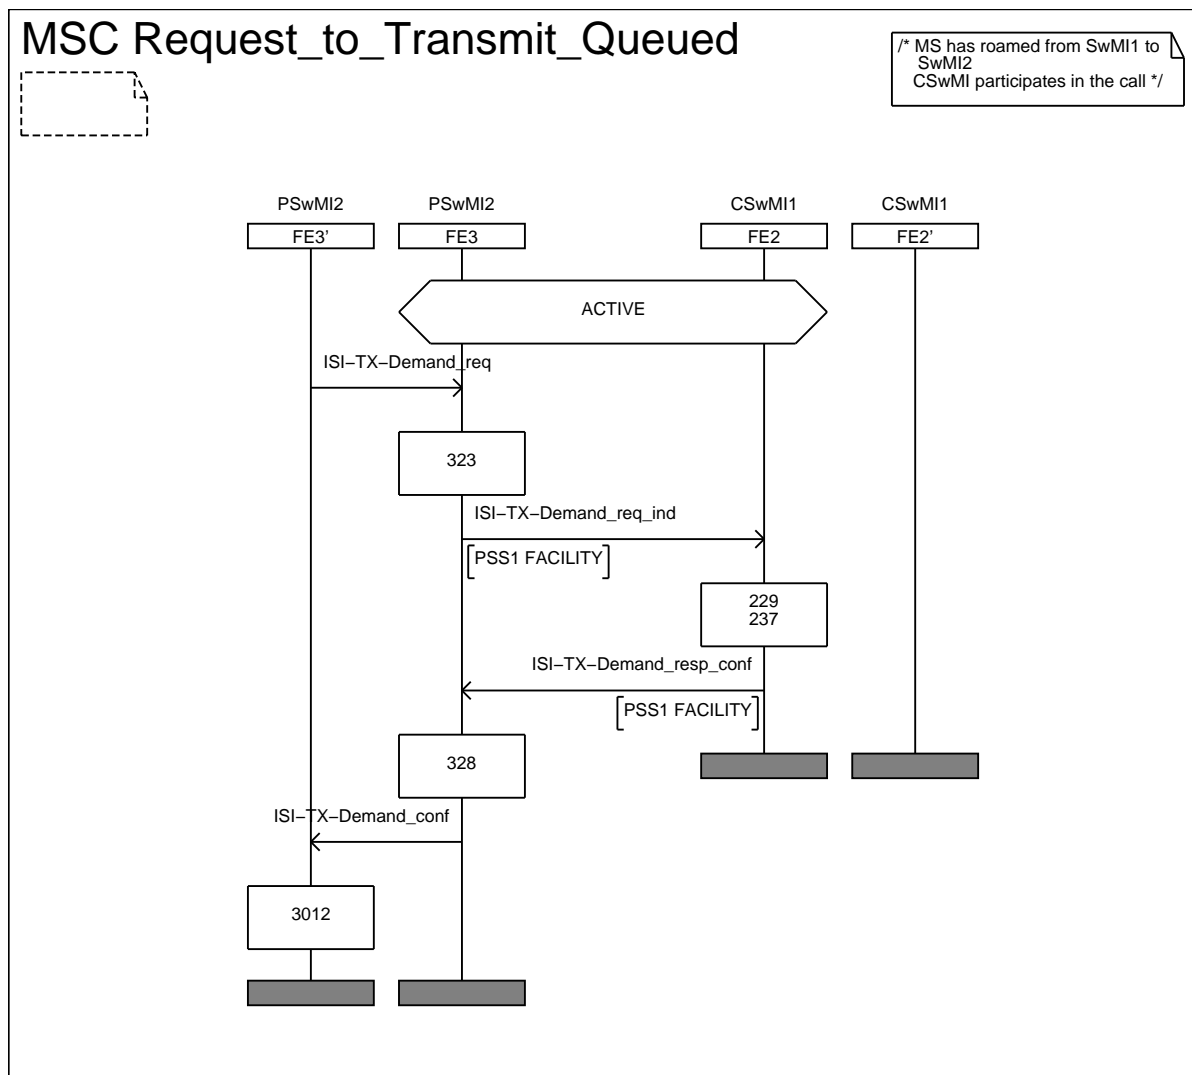 MSC Request_to_Transmit_Queued
/* MS has roamed from SwMI1 to
SwMI2
CSwMI participates in the call */
PSwMI2 PSwMI2 CSwMI1 CSwMI1
FE3' FE3 FE2 FE2'
ACTIVE
ISI−TX−Demand_req
323
ISI−TX−Demand_req_ind
PSS1 FACILITY
229
237
ISI−TX−Demand_resp_conf
PSS1 FACILITY
328
ISI−TX−Demand_conf
3012